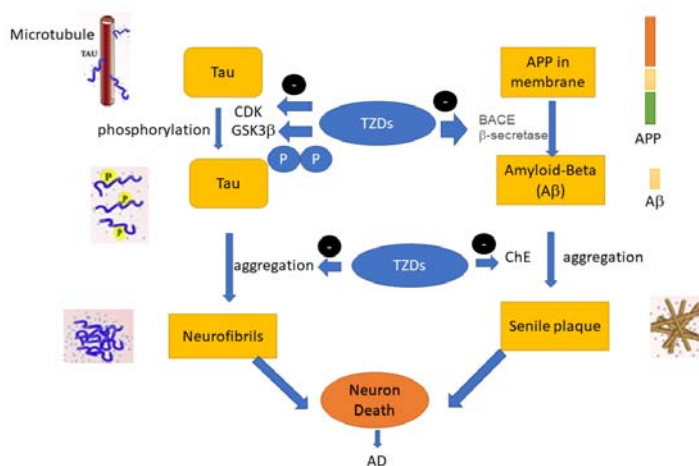 Microtubule
TAU
Tau
-
-
APP in
membrane
CDK
GSK3β
phosphorylation
TZDs
BACE
β-secretase
APP
P P
Tau
P
P
P
Amyloid-Beta
(Aβ)
Aβ
-
-
aggregation
TZDs
ChE
aggregation
Neurofibrils
Senile plaque
Neuron
Death
AD